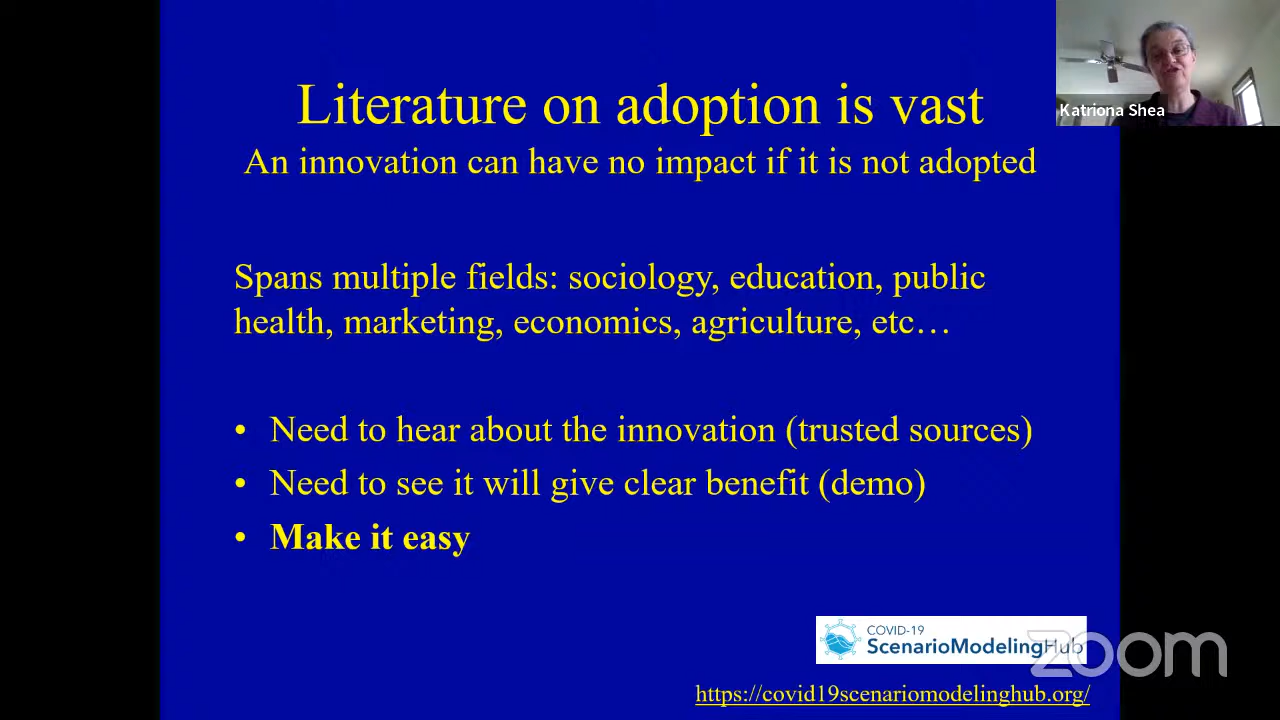 Literature on adoption is vast
An innovation can have no impact if it is not adopted
Katriona Shea
Spans multiple fields: sociology, education, public
health, marketing, economics, agriculture, etc…
• Need to hear about the innovation (trusted sources)
• Need to see it will give clear benefit (demo)
• Make it easy
COVID-19
ScenarioModelingHub
zoom
https://covid19scenariomodelinghub.org/